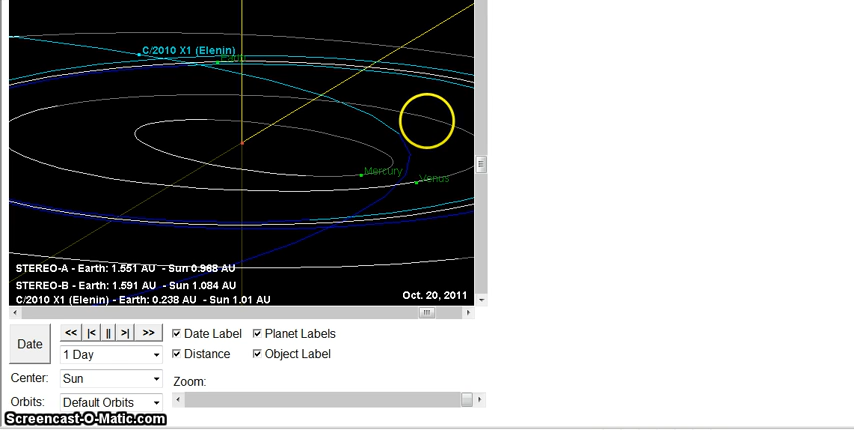 C/2010 X1 (Elenin)
Earth
Mercury
Venus
STEREO-A - Earth: 1.551 AU - Sun 0.968 AU
STEREO-B - Earth: 1.591 AU - Sun 1.084 AU
C/2010 X1 (Elenin) - Earth: 0.238 AU - Sun 1.01 AU
Oct. 20, 2011
Date
<<
|<
||
>|
>>
Date Label
Planet Labels
1 Day
Distance
Object Label
Center:
Sun
Zoom:
Orbits:
Default Orbits
Screencast-O-Matic.com